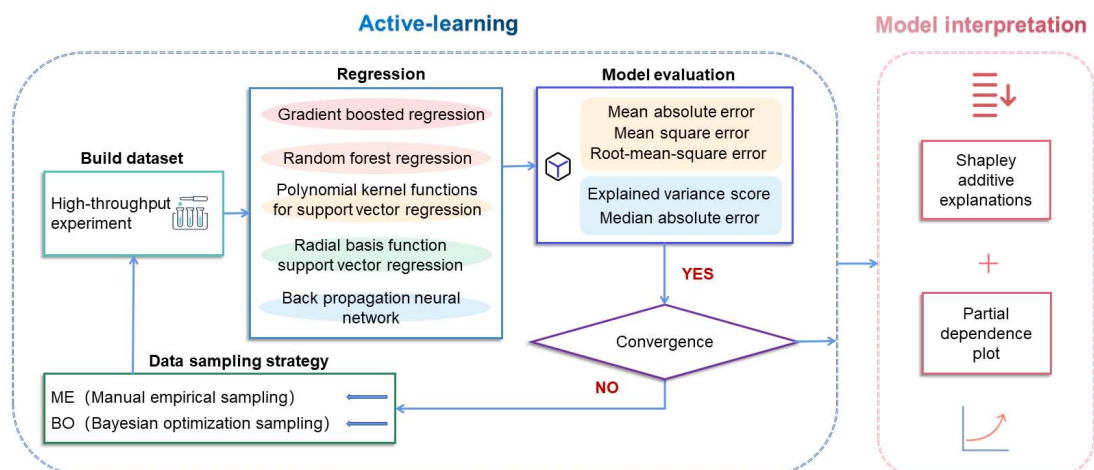 Active-learning
Model interpretation
Regression
Model evaluation
Gradient boosted regression
Random forest regression
Polynomial kernel functions
for support vector regression
Radial basis function
support vector regression
Back propagation neural
network
Mean absolute error
Mean square error
Root-mean-square error
Explained variance score
Median absolute error
Build dataset
High-throughput
experiment
YES
Convergence
NO
Data sampling strategy
ME（Manual empirical sampling)
BO（Bayesian optimization sampling）
Shapley
additive
explanations
+
Partial
dependence
plot